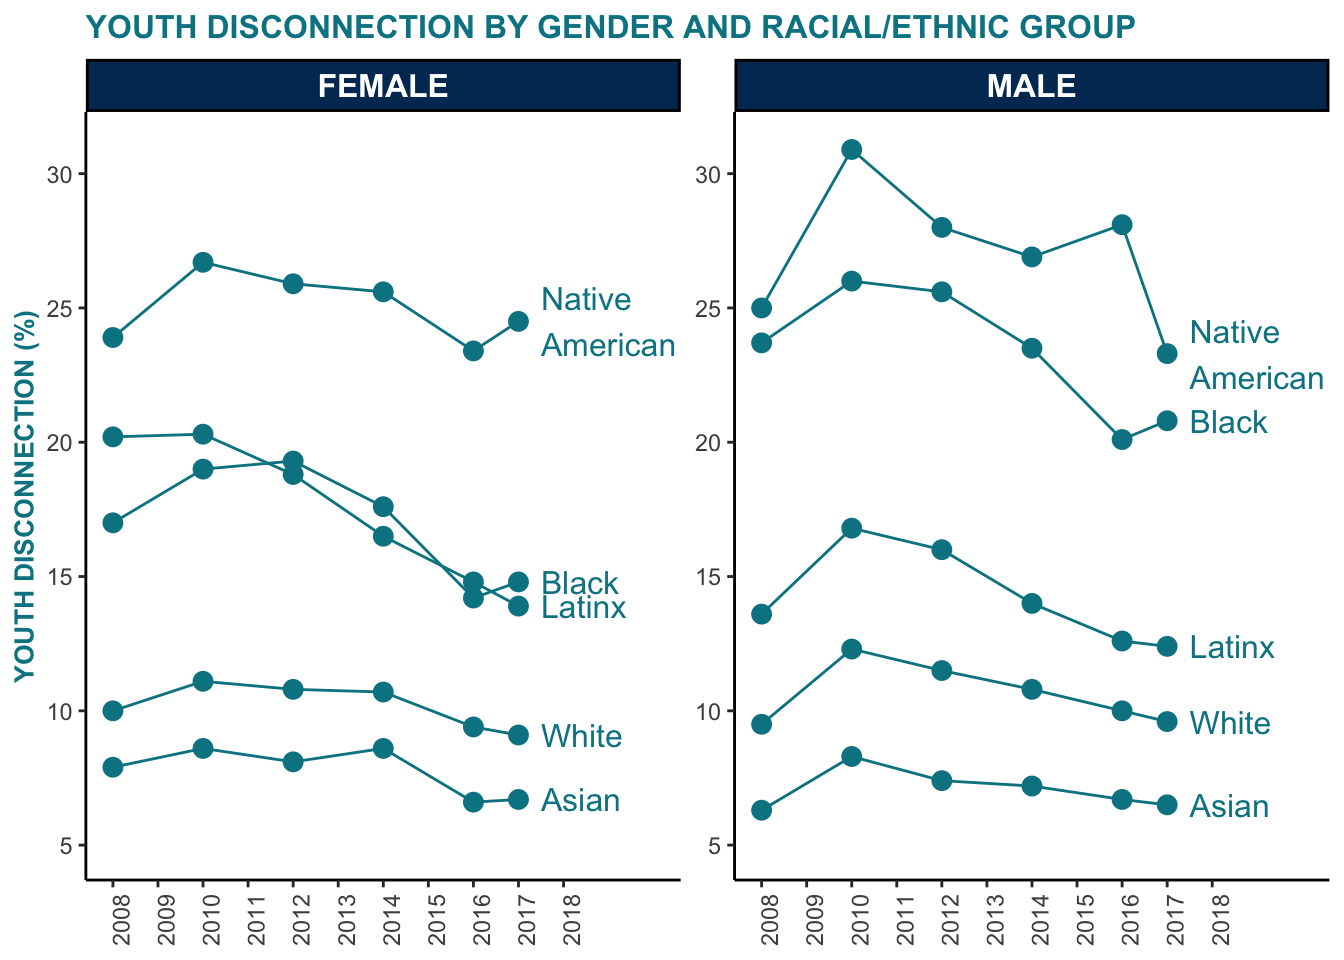 YOUTH DISCONNECTION BY GENDER AND RACIAL/ETHNIC GROUP
FEMALE
MALE
YOUTH DISCONNECTION (%)
30
25
20
15
10
5
Native
American
Black
Latinx
White
Asian
2008
2009
2010
2011
2012
2013
2014
2015
2016
2017
2018
30
25
20
15
10
5
Native
American
Black
Latinx
White
Asian
2008
2009
2010
2011
2012
2013
2014
2015
2016
2017
2018